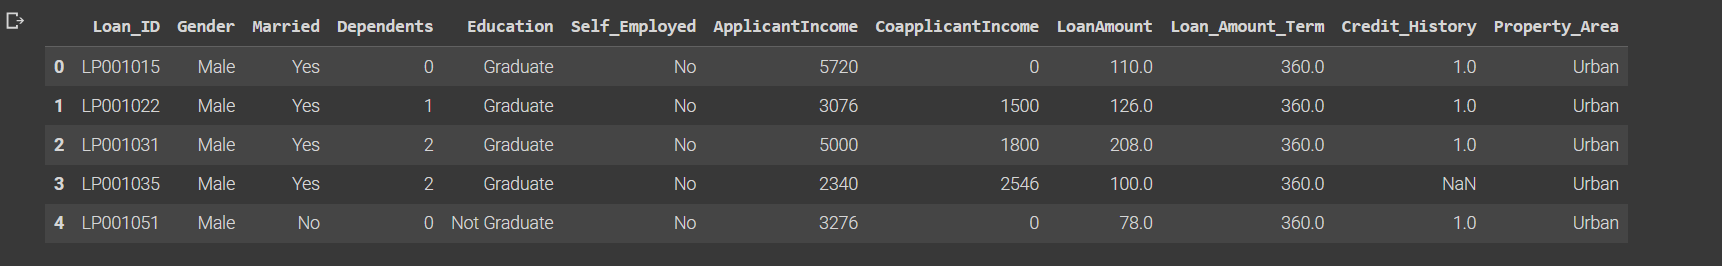 Loan_ID Gender Married Dependents Education Self_Employed ApplicantIncome CoapplicantIncome LoanAmount Loan_Amount_Term Credit_History Property_Area
0 LP001015 Male Yes 0 Graduate No 5720 0 110.0 360.0 1.0 Urban
1 LP001022 Male Yes 1 Graduate No 3076 1500 126.0 360.0 1.0 Urban
2 LP001031 Male Yes 2 Graduate No 5000 1800 208.0 360.0 1.0 Urban
3 LP001035 Male Yes 2 Graduate No 2340 2546 100.0 360.0 NaN Urban
4 LP001051 Male No 0 Not Graduate No 3276 0 78.0 360.0 1.0 Urban